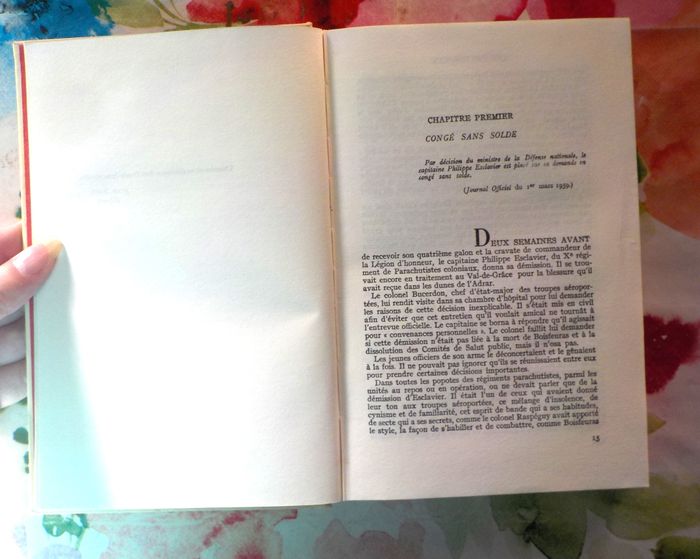 CHAPITRE PREMIER
CONGÉ SANS SOLDE
Par décision du ministre de la Défense nationale, le
capitaine Philippe Esclavier est placé sur sa demande en
congé sans solde.
(Journal Officiel du 1er mars 1959.)
DEUX SEMAINES AVANT
de recevoir son quatrième galon et la cravate de commandeur de
la Légion d'honneur, le capitaine Philippe Esclavier, du Xe régi-
ment de Parachutistes coloniaux, donna sa démission. Il se trou-
vait encore en traitement au Val-de-Grâce pour la blessure qu'il
avait reçue dans les dunes de l'Adrar.
Le colonel Bucerdon, chef d'état-major des troupes aéropor-
tées, lui rendit visite dans sa chambre d'hôpital pour lui demander
les raisons de cette décision inexplicable. Il s'était mis en civil
afin d'éviter que cet entretien qu'il voulait amical ne tournât à
l'entrevue officielle. Le capitaine se borna à répondre qu'il agissait
pour « convenances personnelles ». Le colonel faillit lui demander
si cette démission n'était pas liée à la mort de Boisfeuras et à la
dissolution des Comités de Salut public, mais il n'osa pas.
Les jeunes officiers de son arme le déconcertaient et le gênaient
à la fois. Il ne pouvait pas ignorer qu'ils se réunissaient entre eux
pour prendre certaines décisions importantes.
Dans toutes les popotes des régiments parachutistes, parmi les
unités au repos ou en opération, on ne devait parler que de la
démission d'Esclavier. Il était l'un de ceux qui avaient donné
leur ton aux troupes aéroportées, ce mélange d'insolence, de
cynisme et de familiarité, cet esprit de bande qui a ses habitudes,
de secte qui a ses secrets, comme le colonel Raspéguy avait apporté
le style, la façon de s'habiller et de combattre, comme Boisfeuras
15